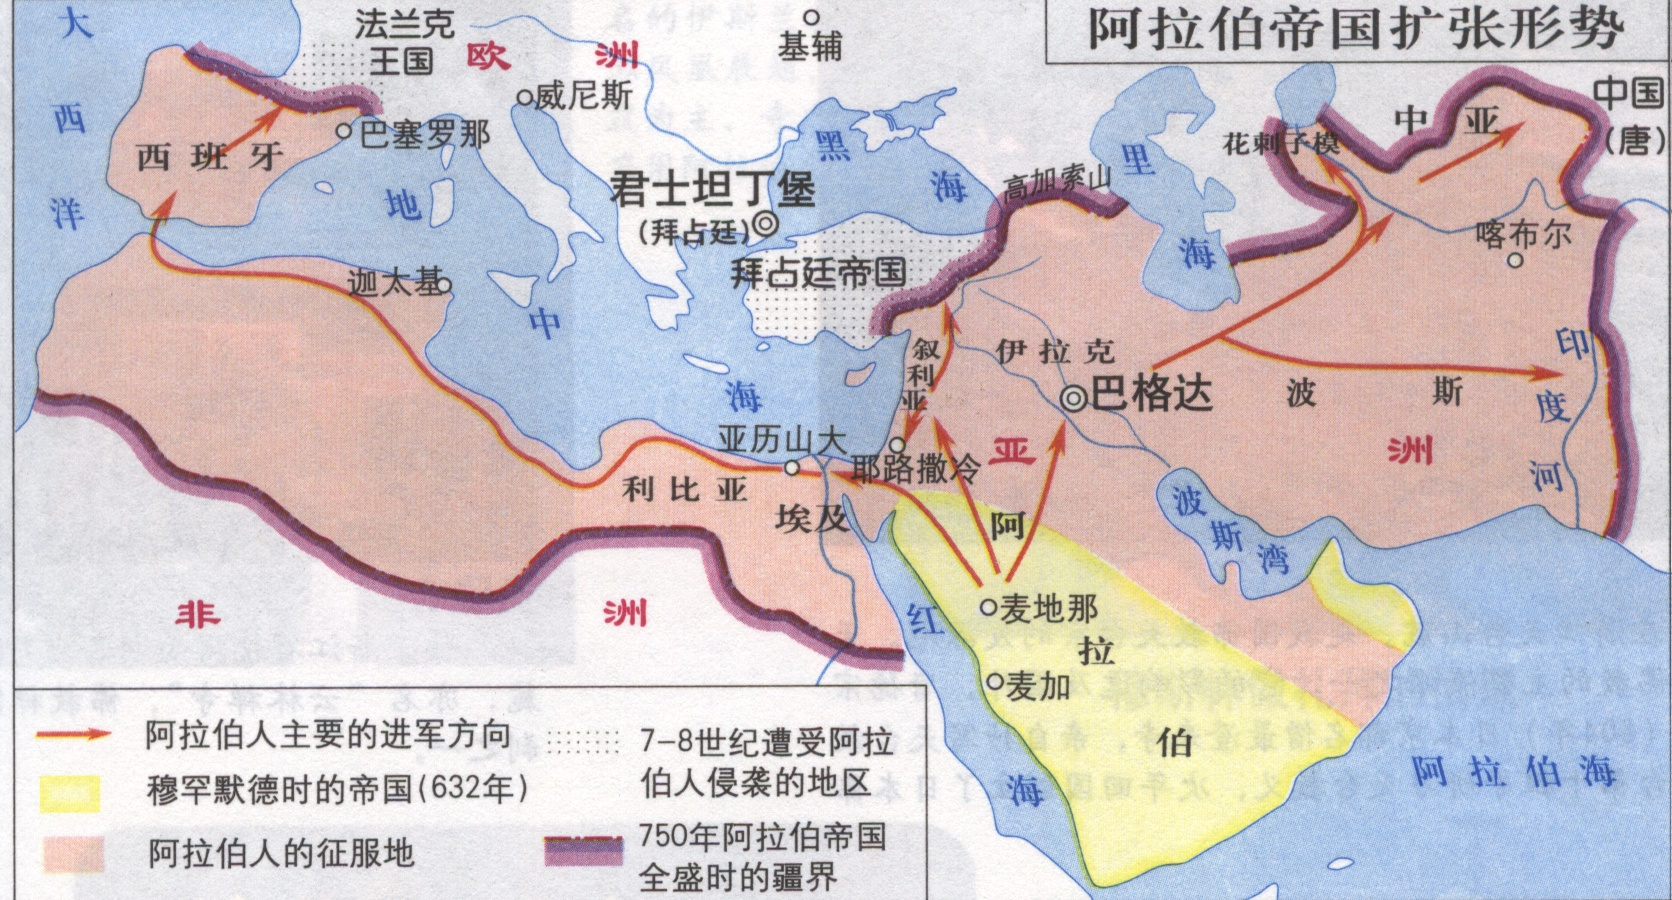 阿拉伯帝国扩张形势
大西洋
法兰克
王国
欧洲
基辅
威尼斯
巴塞罗那
西班牙
地中海
黑海
君士坦丁堡
(拜占廷)
拜占廷帝国
高加索山
里海
花剌子模
中亚
中国
(唐)
喀布尔
迦太基
叙利亚
伊拉克
巴格达
波斯
印度河
亚洲
亚历山大
耶路撒冷
利比亚
埃及
波斯湾
阿拉伯
麦地那
麦加
红海
阿拉伯海
非洲
阿拉伯人主要的进军方向
穆罕默德时的帝国(632年)
阿拉伯人的征服地
7-8世纪遭受阿拉
伯人侵袭的地区
750年阿拉伯帝国
全盛时的疆界